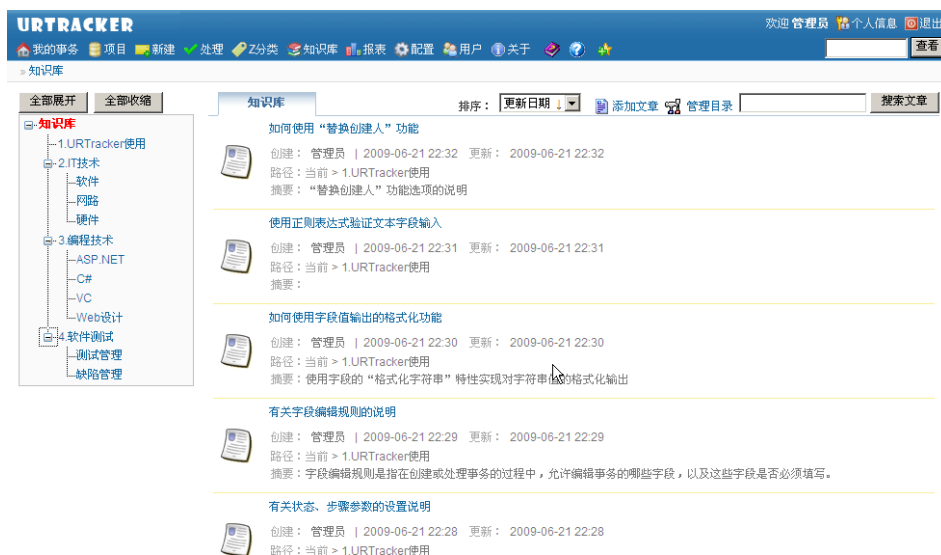 URTRACKER
欢迎 管理员 个人信息 退出
我的事务 项目 新建 处理 Z分类 知识库 报表 配置 用户 关于 查看
» 知识库
全部展开 全部收缩
知识库
1.URTracker使用
2.IT技术
软件
网路
硬件
3.编程技术
ASP.NET
C#
VC
Web设计
4.软件测试
测试管理
缺陷管理
知识库 排序： 更新日期 ↓ 添加文章 管理目录 搜索文章
如何使用“替换创建人”功能
创建： 管理员 | 2009-06-21 22:32 更新： 2009-06-21 22:32
路径：当前 > 1.URTracker使用
摘要：“替换创建人”功能选项的说明
使用正则表达式验证文本字段输入
创建： 管理员 | 2009-06-21 22:31 更新： 2009-06-21 22:31
路径：当前 > 1.URTracker使用
摘要：
如何使用字段值输出的格式化功能
创建： 管理员 | 2009-06-21 22:30 更新： 2009-06-21 22:30
路径：当前 > 1.URTracker使用
摘要：使用字段的“格式化字符串”特性实现对字符串值的格式化输出
有关字段编辑规则的说明
创建： 管理员 | 2009-06-21 22:29 更新： 2009-06-21 22:29
路径：当前 > 1.URTracker使用
摘要：字段编辑规则是指在创建或处理事务的过程中，允许编辑事务的哪些字段，以及这些字段是否必须填写。
有关状态、步骤参数的设置说明
创建： 管理员 | 2009-06-21 22:28 更新： 2009-06-21 22:28
路径：当前 > 1.URTracker使用